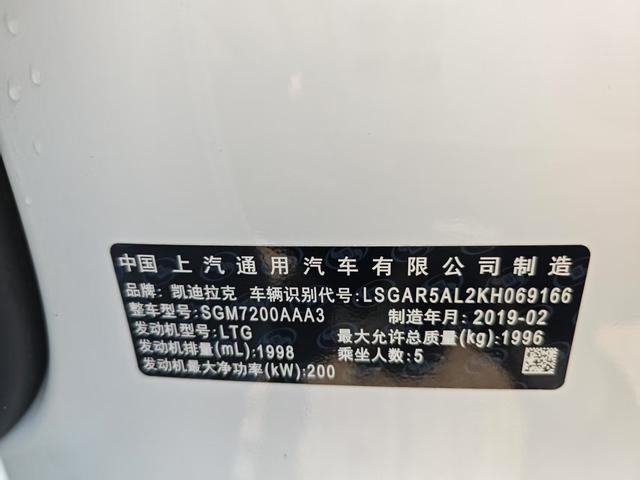 中国上汽通用汽车有限公司制造
品牌: 凯迪拉克 车辆识别代号:LSGAR5AL2KH069166
整车型号:SGM7200AAA3 制造年月:2019-02
发动机型号:LTG 最大允许总质量(kg):1996
发动机排量(mL):1998 乘坐人数:5
发动机最大净功率(kW):200